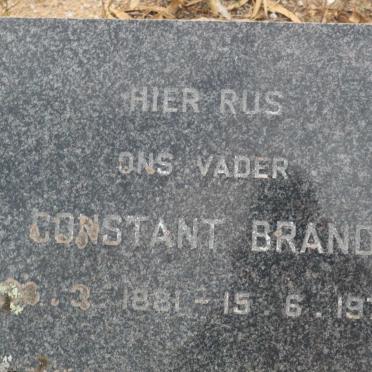 HIER RUS
ONS VADER
CONSTANT BRAND
3. 1881 - 15. 6. 19